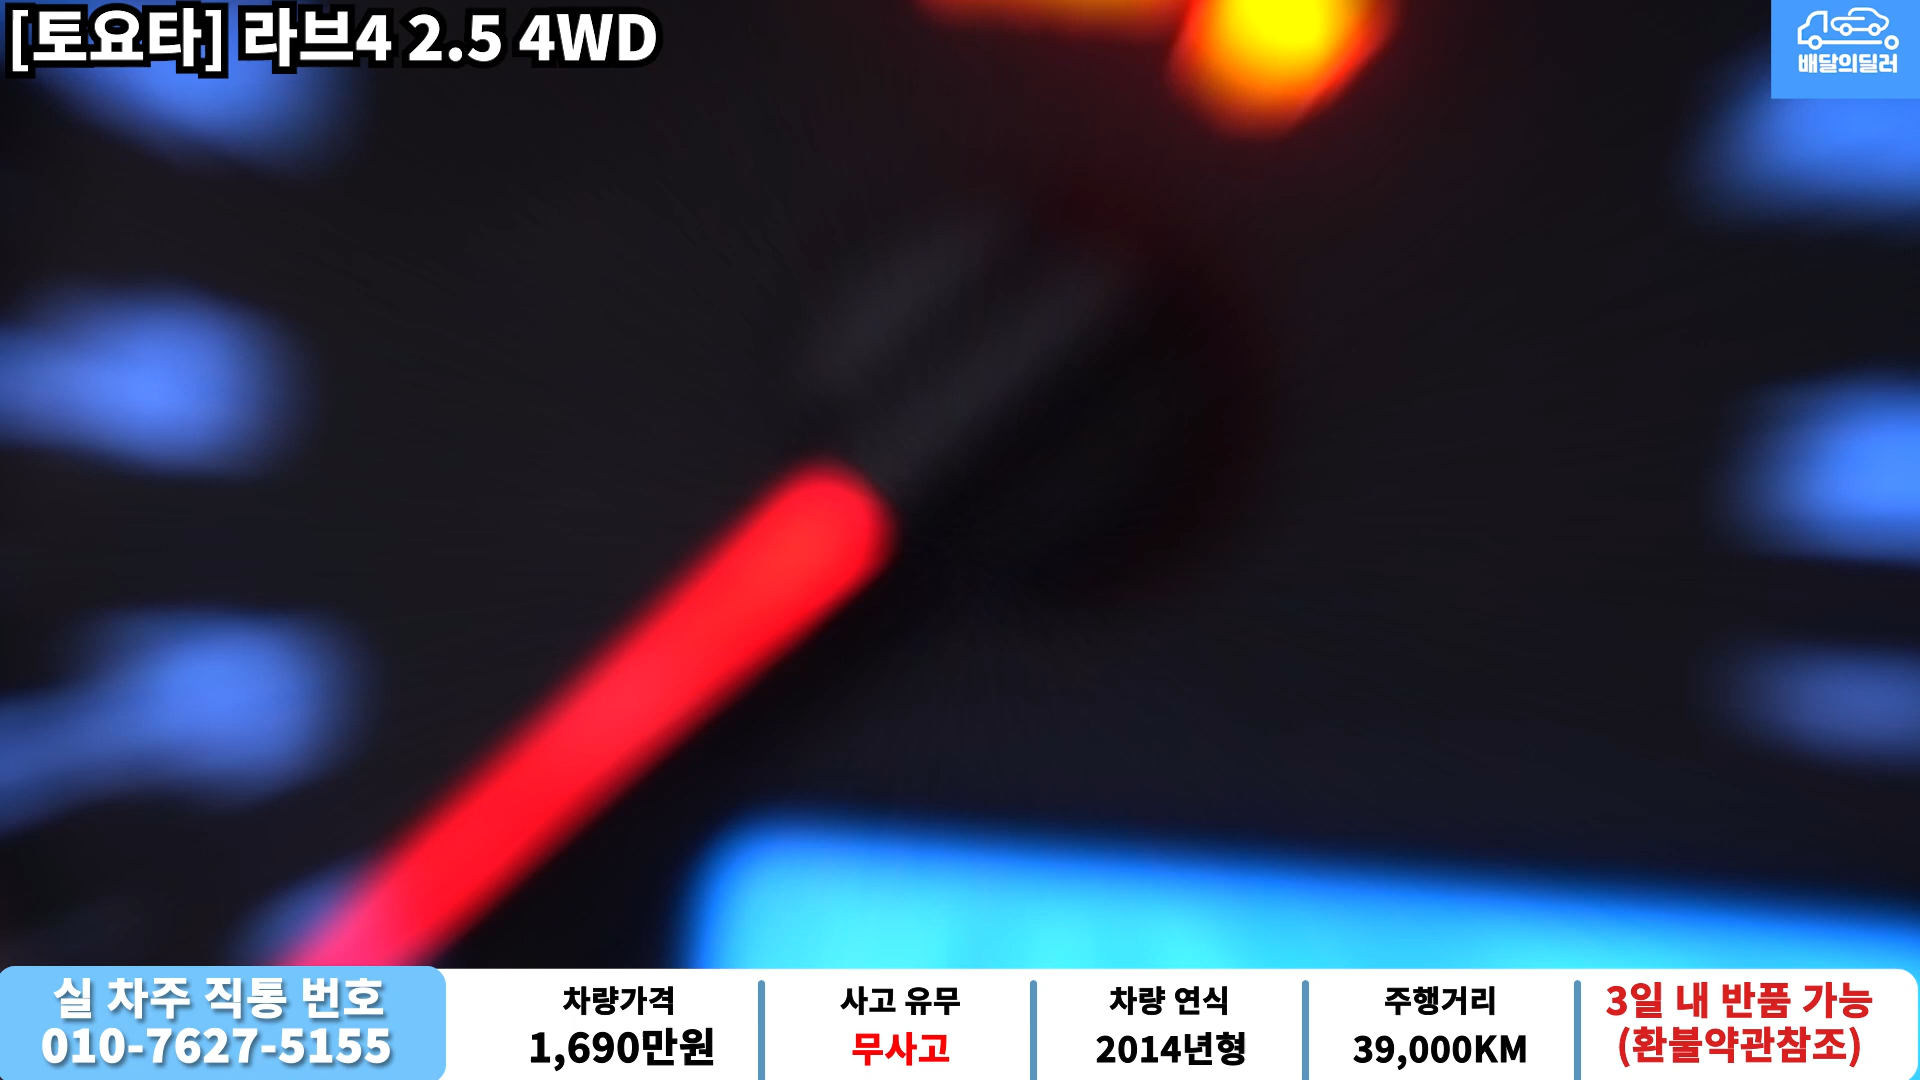 [토요타] 라브4 2.5 4WD
배달의딜러
실 차주 직통 번호
010-7627-5155
차량가격
1,690만원
사고 유무
무사고
차량 연식
2014년형
주행거리
39,000KM
3일 내 반품 가능
(환불약관참조)